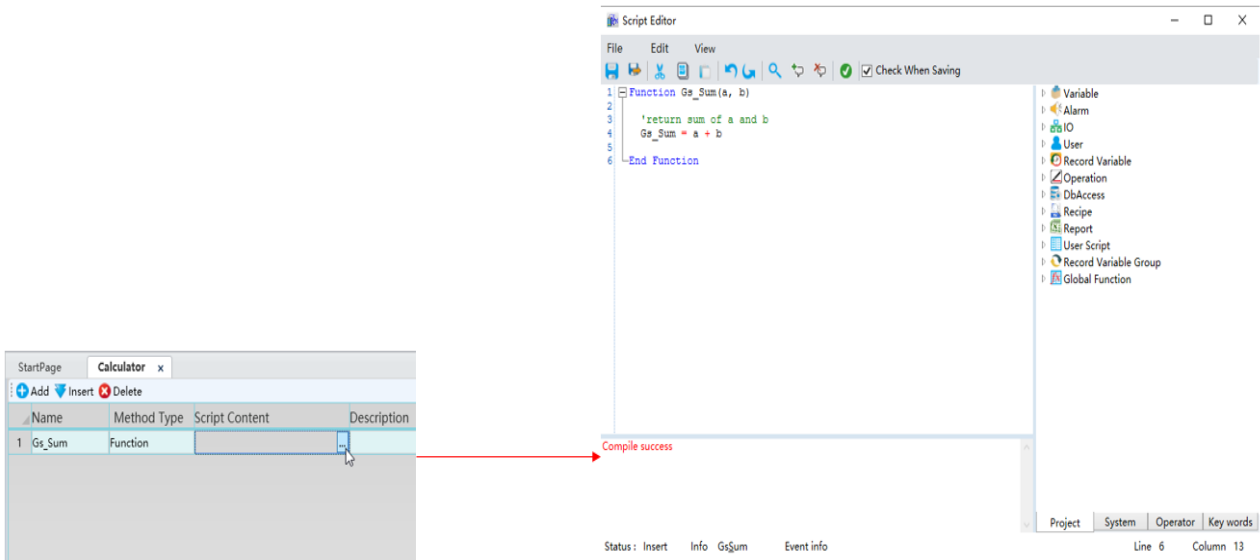 Script Editor
File Edit View
Check When Saving
1 Function Gs_Sum(a, b)
2
3 'return sum of a and b
4 Gs_Sum = a + b
5
6 End Function
Variable
Alarm
IO
User
Record Variable
Operation
DbAccess
Recipe
Report
User Script
Record Variable Group
Global Function
Compile success
Project System Operator Key words
Status : Insert Info GsSum Event info Line 6 Column 13
StartPage Calculator x
Add Insert Delete
Name Method Type Script Content Description
1 Gs_Sum Function ...